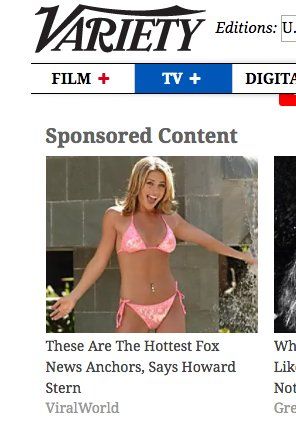 VARIETY
Editions: U.
FILM + TV + DIGITA
Sponsored Content
These Are The Hottest Fox
News Anchors, Says Howard
Stern
ViralWorld
Wh
Lik
Not
Gre